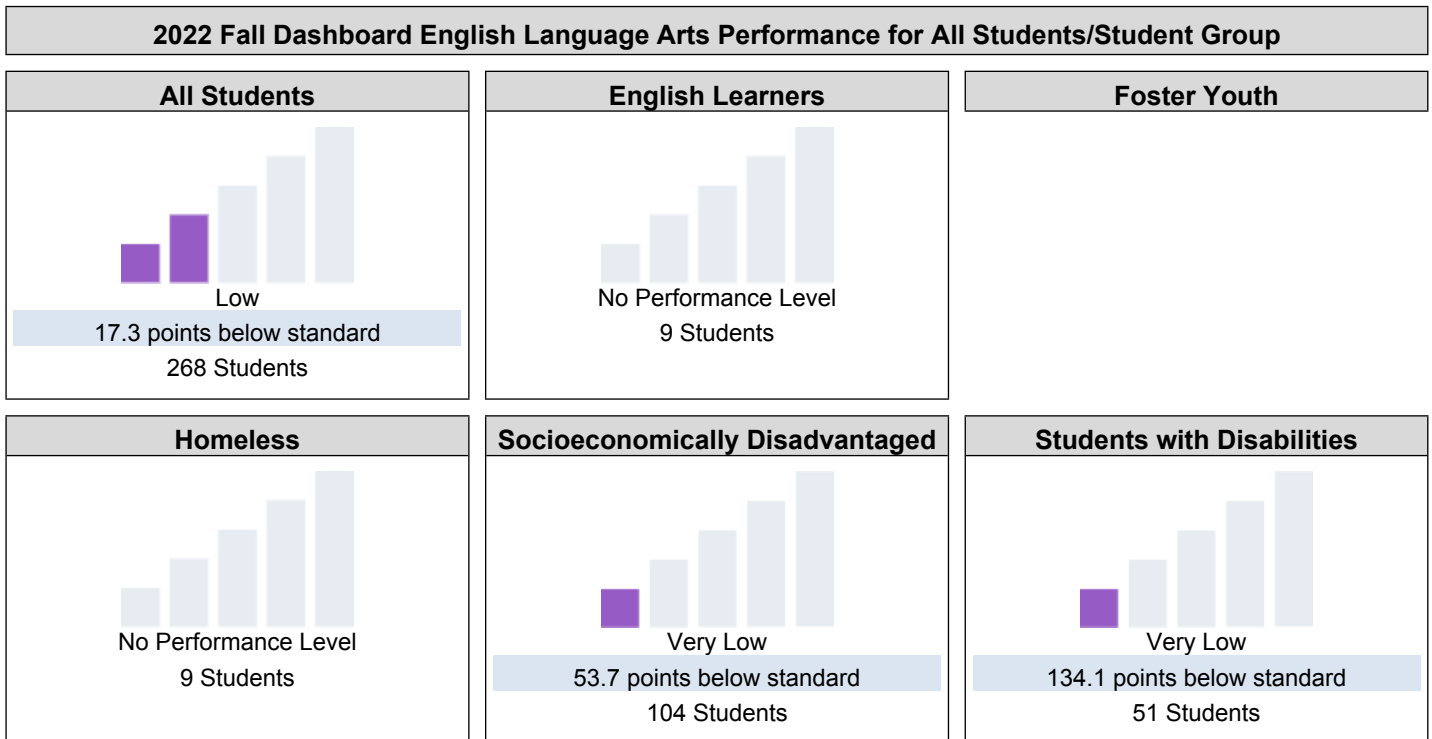 2022 Fall Dashboard English Language Arts Performance for All Students/Student Group
All Students
Low
17.3 points below standard
268 Students
English Learners
No Performance Level
9 Students
Foster Youth
Homeless
No Performance Level
9 Students
Socioeconomically Disadvantaged
Very Low
53.7 points below standard
104 Students
Students with Disabilities
Very Low
134.1 points below standard
51 Students